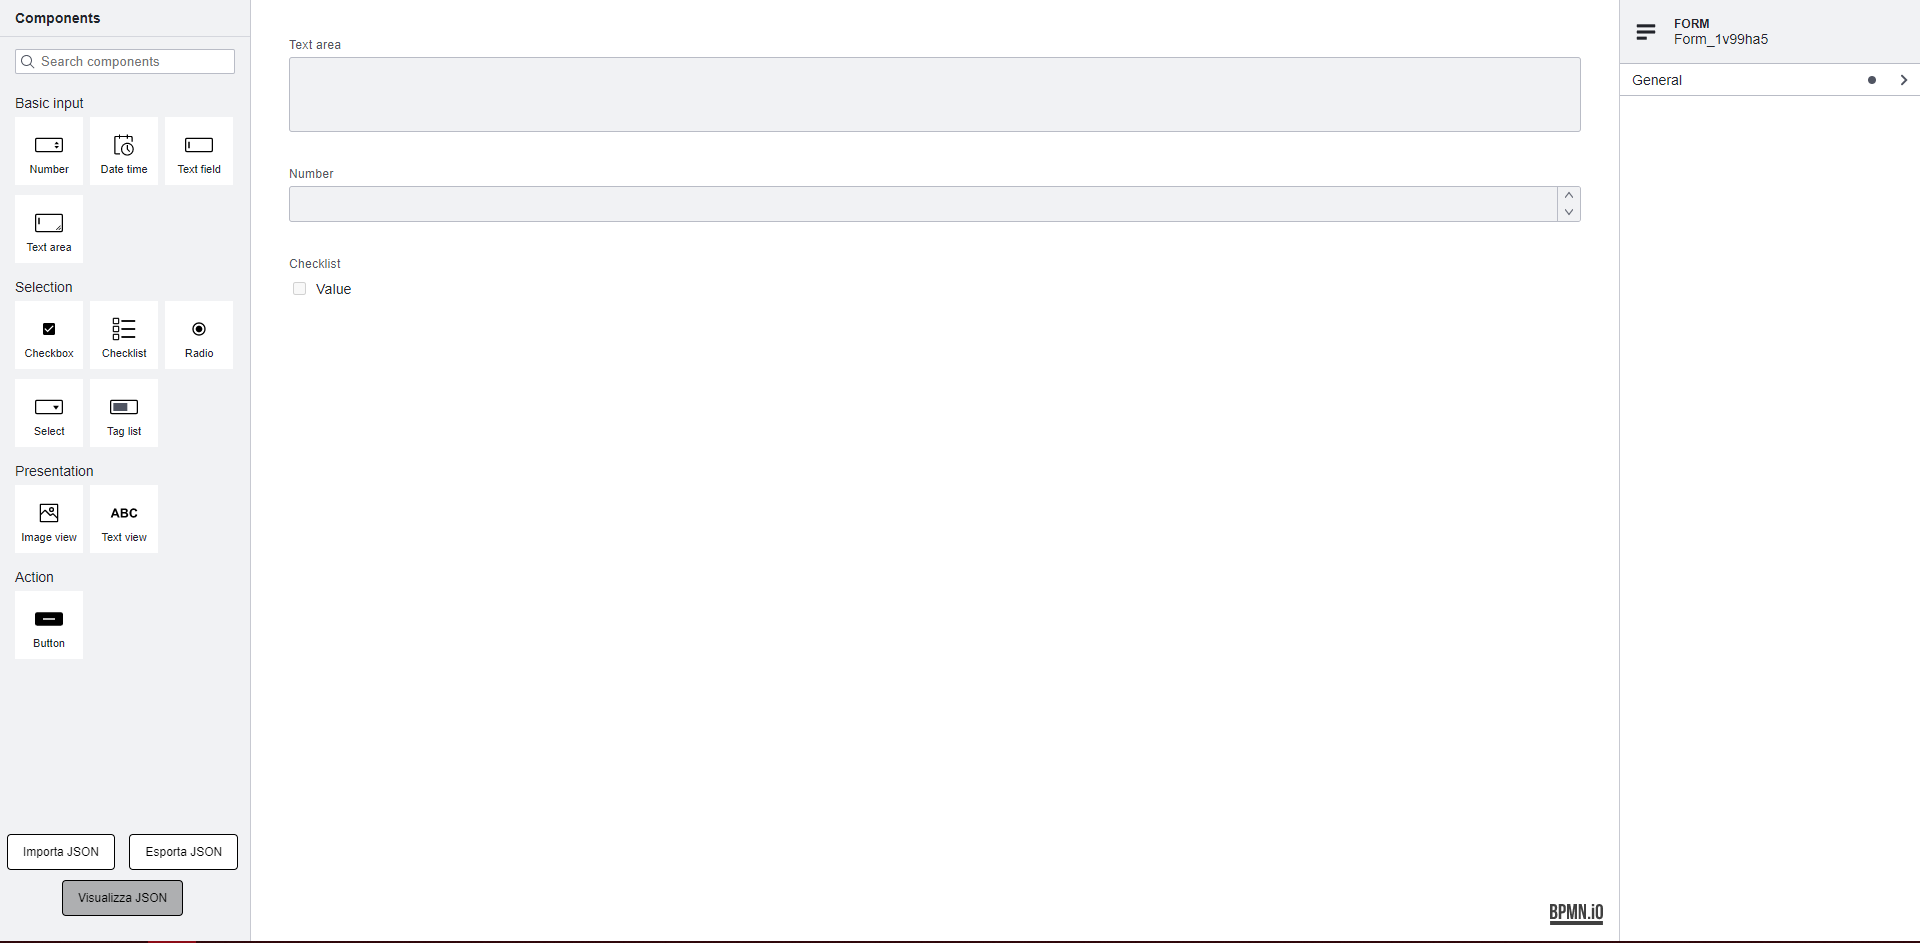 Components
Search components
Basic input
Number
Date time
Text field
Text area
Selection
Checkbox
Checklist
Radio
Select
Tag list
Presentation
Image view
ABC
Text view
Action
Button
Importa JSON
Esporta JSON
Visualizza JSON
Text area
Number
Checklist
Value
BPMN.iO
FORM
Form_1v99ha5
General